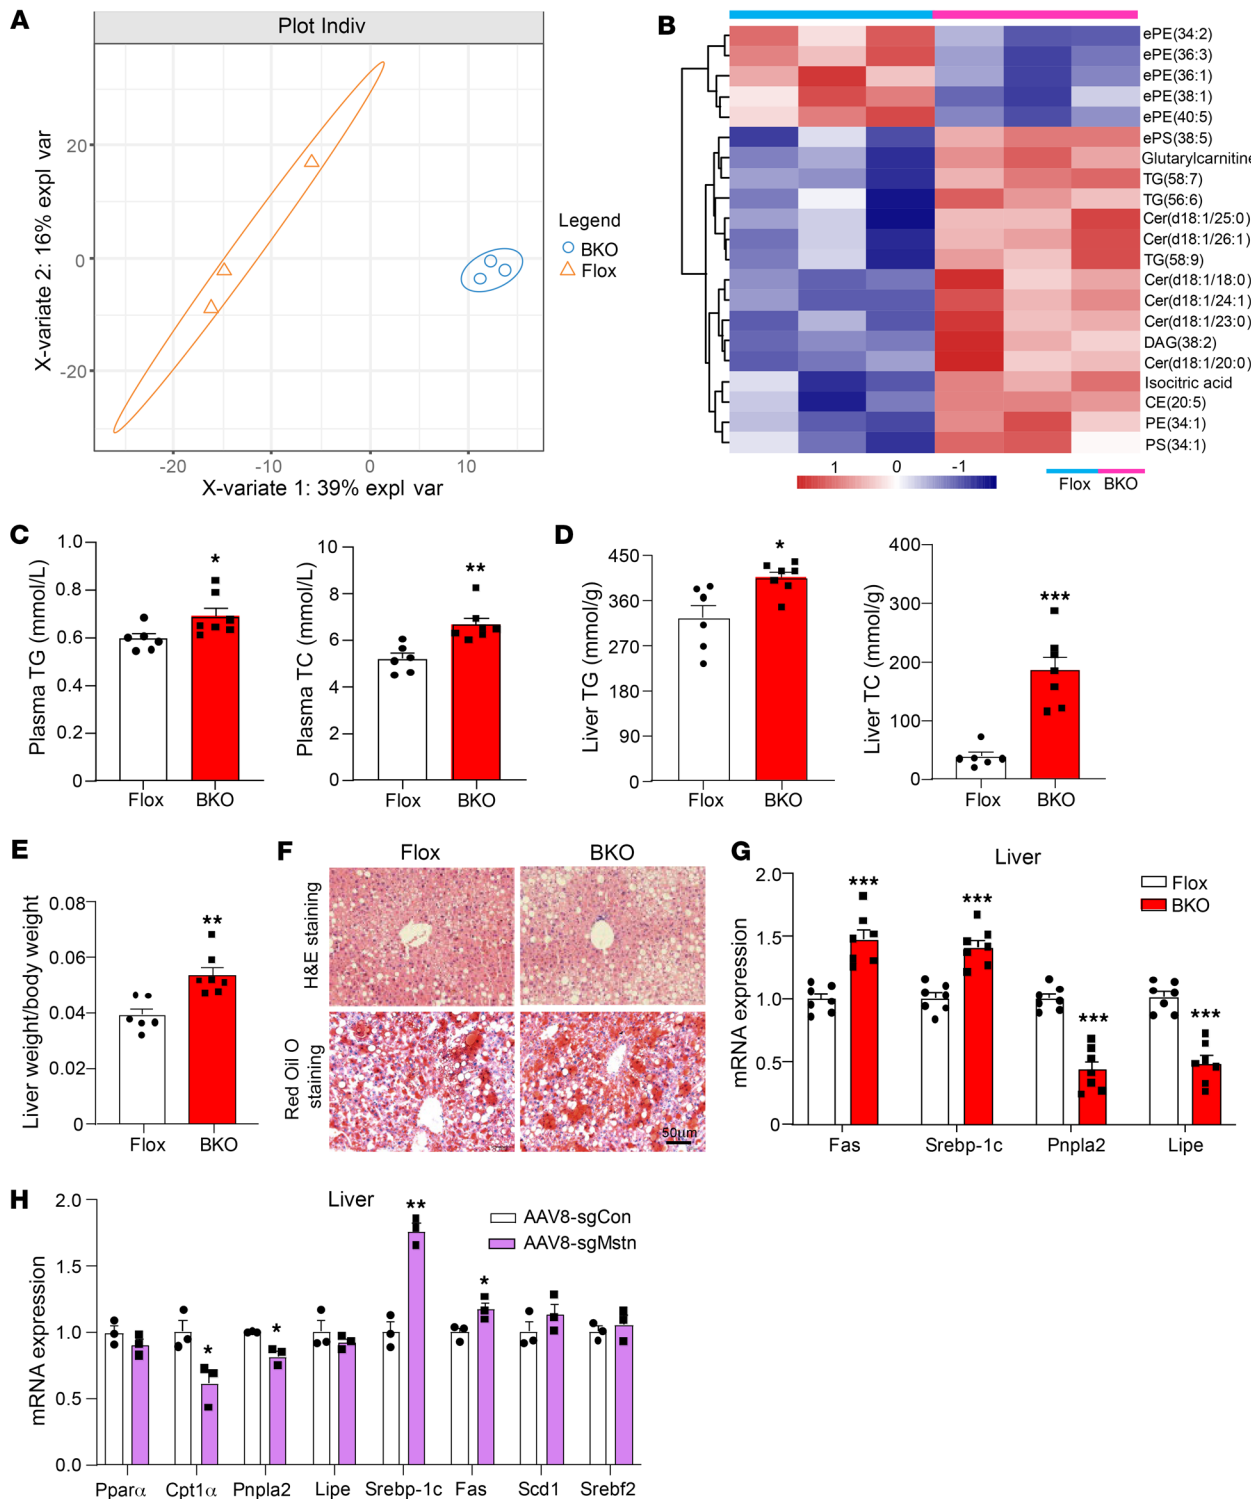 A
Plot Indiv
X-variate 2: 16% expl var
20
0
-20
-20
-10
0
10
X-variate 1: 39% expl var
Legend
BKO
Flox
B
ePE(34:2)
ePE(36:3)
ePE(36:1)
ePE(38:1)
ePE(40:5)
ePS(38:5)
Glutarylcarnitine
TG(58:7)
TG(56:6)
Cer(d18:1/25:0)
Cer(d18:1/26:1)
TG(58:9)
Cer(d18:1/18:0)
Cer(d18:1/24:1)
Cer(d18:1/23:0)
DAG(38:2)
Cer(d18:1/20:0)
Isocitric acid
CE(20:5)
PE(34:1)
PS(34:1)
1 0 -1
Flox BKO
C
Plasma TG (mmol/L)
1.0
0.8
0.6
0.4
0.2
0
*
Flox BKO
Plasma TC (mmol/L)
10
8
6
4
2
0
**
Flox BKO
D
Liver TG (mmol/g)
450
360
270
180
90
0
*
Flox BKO
Liver TC (mmol/g)
400
300
200
100
0
***
Flox BKO
E
Liver weight/body weight
0.08
0.06
0.04
0.02
0
**
Flox BKO
F
Flox BKO
H&E staining
Red Oil O
staining
50um
G
Liver
mRNA expression
2.0
1.5
1.0
0.5
0
Flox
BKO
*** *** *** ***
Fas Srebp-1c Pnpla2 Lipe
H
Liver
mRNA expression
2.0
1.5
1.0
0.5
0.0
AAV8-sgCon
AAV8-sgMstn
* * ** *
Pparα Cpt1α Pnpla2 Lipe Srebp-1c Fas Scd1 Srebf2